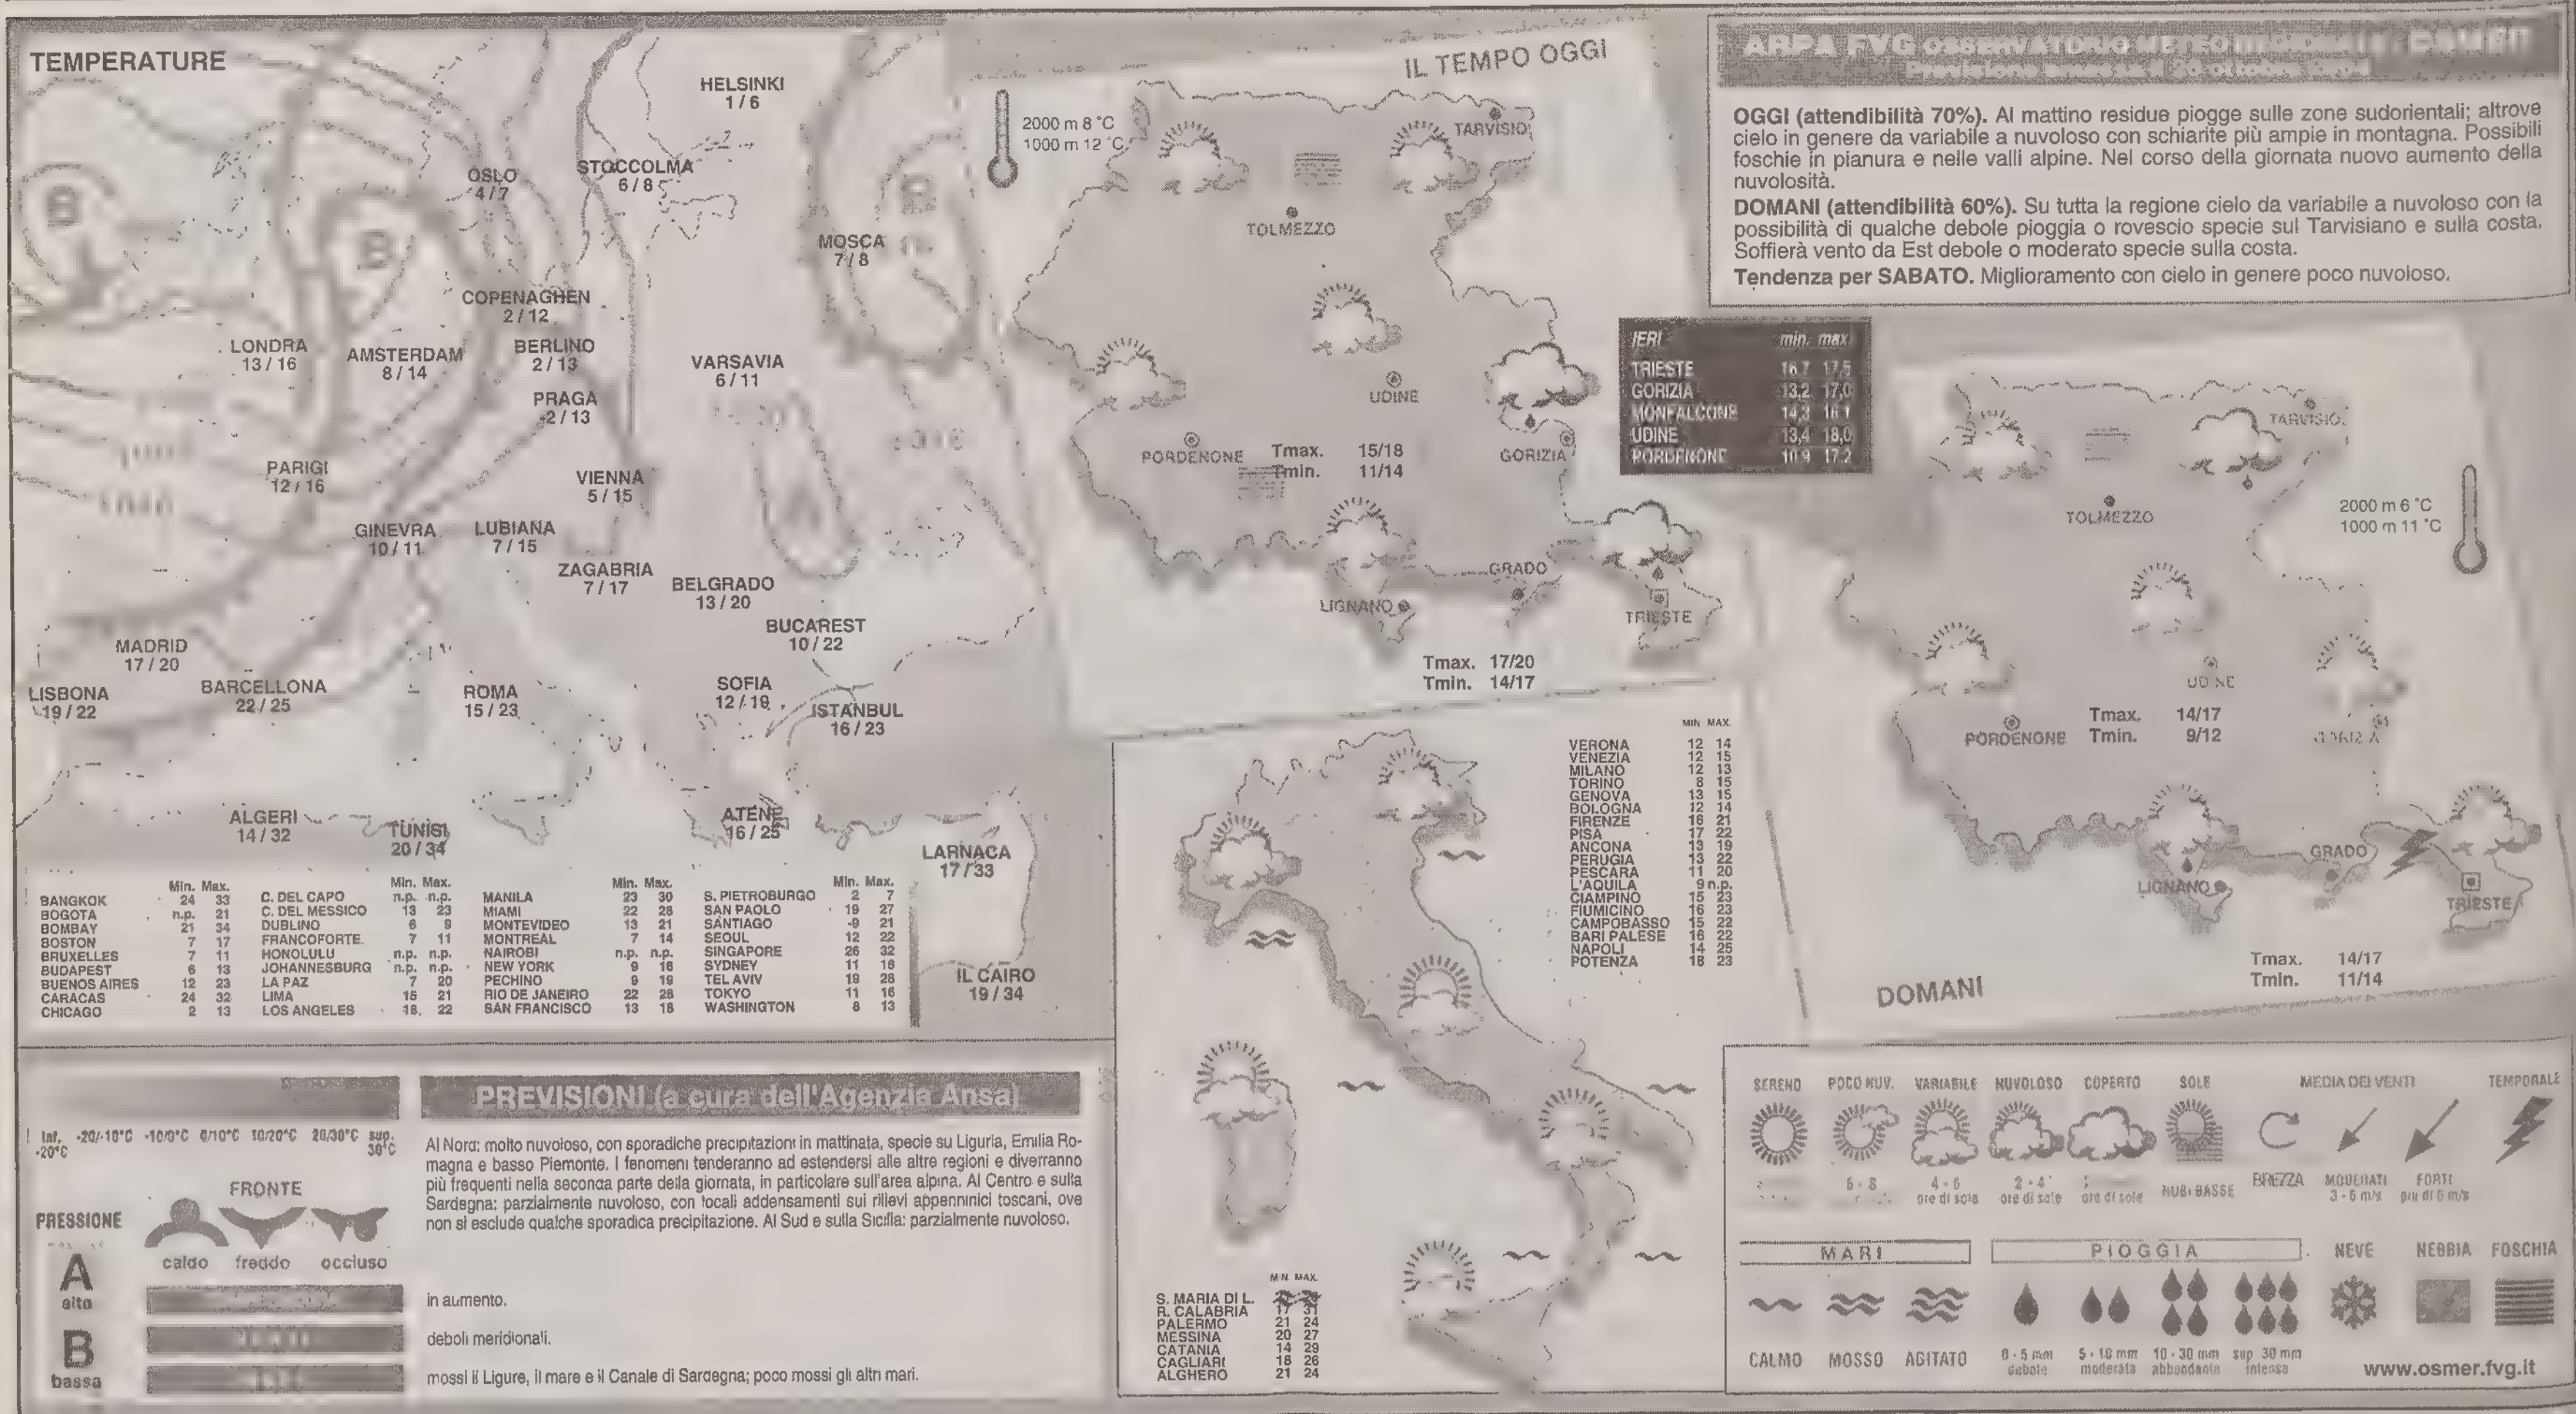 TEMPERATURE
HELSINKI
1 / 6
OSLO
4 / 7
STOCCOLMA
6 / 8
MOSCA
7 / 8
COPENAGHEN
2 / 12
LONDRA
13 / 16
AMSTERDAM
8 / 14
BERLINO
2 / 13
VARSAVIA
6 / 11
PRAGA
-2 / 13
PARIGI
12 / 16
VIENNA
5 / 15
GINEVRA
10 / 11
LUBIANA
7 / 15
ZAGABRIA
7 / 17
BELGRADO
13 / 20
BUCAREST
10 / 22
MADRID
17 / 20
LISBONA
19 / 22
BARCELLONA
22 / 25
ROMA
15 / 23
SOFIA
12 / 19
ISTANBUL
16 / 23
ALGERI
14 / 32
TUNISI
20 / 34
ATENE
16 / 25
LARNACA
17 / 33
IL CAIRO
19 / 34
B
B
Min. Max.
BANGKOK 24 33
BOGOTA n.p. 21
BOMBAY 21 34
BOSTON 7 17
BRUXELLES 7 11
BUDAPEST 6 13
BUENOS AIRES 12 23
CARACAS 24 32
CHICAGO 2 13
Min. Max.
C. DEL CAPO n.p. n.p.
C. DEL MESSICO 13 23
DUBLINO 6 9
FRANCOFORTE 7 11
HONOLULU n.p. n.p.
JOHANNESBURG n.p. n.p.
LA PAZ 7 20
LIMA 15 21
LOS ANGELES 18 22
Min. Max.
MANILA 23 30
MIAMI 22 28
MONTEVIDEO 13 21
MONTREAL 7 14
NAIROBI n.p. n.p.
NEW YORK 9 16
PECHINO 9 19
RIO DE JANEIRO 22 28
SAN FRANCISCO 13 18
Min. Max.
S. PIETROBURGO 2 7
SAN PAOLO 19 27
SANTIAGO -9 21
SEOUL 12 22
SINGAPORE 26 32
SYDNEY 11 18
TEL AVIV 19 28
TOKYO 11 16
WASHINGTON 8 13
IL TEMPO OGGI
2000 m 8 °C
1000 m 12 °C
TARVISIO
TOLMEZZO
UDINE
PORDENONE
Tmax. 15/18
Tmin. 11/14
GORIZIA
GRADO
LIGNANO
TRIESTE
Tmax. 17/20
Tmin. 14/17
ARPA FVG OSSERVATORIO METEO
OGGI (attendibilità 70%). Al mattino residue piogge sulle zone sudorientali; altrove
cielo in genere da variabile a nuvoloso con schiarite più ampie in montagna. Possibili
foschie in pianura e nelle valli alpine. Nel corso della giornata nuovo aumento della
nuvolosità.
DOMANI (attendibilità 60%). Su tutta la regione cielo da variabile a nuvoloso con la
possibilità di qualche debole pioggia o rovescio specie sul Tarvisiano e sulla costa.
Soffierà vento da Est debole o moderato specie sulla costa.
Tendenza per SABATO. Miglioramento con cielo in genere poco nuvoloso.
IERI min. max
TRIESTE 16,7 17,5
GORIZIA 13,2 17,0
MONFALCONE 14,3 16,1
UDINE 13,4 18,0
PORDENONE 10,9 17,2
TARVISIO
TOLMEZZO
2000 m 6 °C
1000 m 11 °C
UDINE
PORDENONE
Tmax. 14/17
Tmin. 9/12
GORIZIA
GRADO
LIGNANO
TRIESTE
Tmax. 14/17
Tmin. 11/14
DOMANI
MIN MAX.
VERONA 12 14
VENEZIA 12 15
MILANO 12 13
TORINO 8 15
GENOVA 13 15
BOLOGNA 12 14
FIRENZE 16 21
PISA 17 22
ANCONA 13 19
PERUGIA 13 22
PESCARA 11 20
L'AQUILA 9 n.p.
CIAMPINO 15 23
FIUMICINO 16 23
CAMPOBASSO 15 22
BARI PALESE 16 22
NAPOLI 14 25
POTENZA 18 23
MIN. MAX.
S. MARIA DI L.
R. CALABRIA 17 31
PALERMO 21 24
MESSINA 20 27
CATANIA 14 29
CAGLIARI 18 26
ALGHERO 21 24
Inf. -20°C -20/-10°C -10/0°C 0/10°C 10/20°C 20/30°C sup. 30°C
FRONTE
PRESSIONE
caldo freddo occluso
A
alta
B
bassa
PREVISIONI (a cura dell'Agenzia Ansa)
Al Nord: molto nuvoloso, con sporadiche precipitazioni in mattinata, specie su Liguria, Emilia Ro-
magna e basso Piemonte. I fenomeni tenderanno ad estendersi alle altre regioni e diverranno
più frequenti nella seconda parte della giornata, in particolare sull'area alpina. Al Centro e sulla
Sardegna: parzialmente nuvoloso, con locali addensamenti sui rilievi appenninici toscani, ove
non si esclude qualche sporadica precipitazione. Al Sud e sulla Sicilia: parzialmente nuvoloso.
in aumento.
deboli meridionali.
mossi il Ligure, il mare e il Canale di Sardegna; poco mossi gli altri mari.
SERENO POCO NUV. VARIABILE NUVOLOSO COPERTO SOLE MEDIA DEI VENTI TEMPORALE
6 - 8
4 - 6 ore di sole
2 - 4 ore di sole
ore di sole
NUBI BASSE
BREZZA
MODERATI 3 - 6 m/s
FORTI più di 6 m/s
MARI PIOGGIA NEVE NEBBIA FOSCHIA
CALMO MOSSO AGITATO
0 - 5 mm debole
5 - 10 mm moderata
10 - 30 mm abbondante
sup. 30 mm intensa
www.osmer.fvg.it